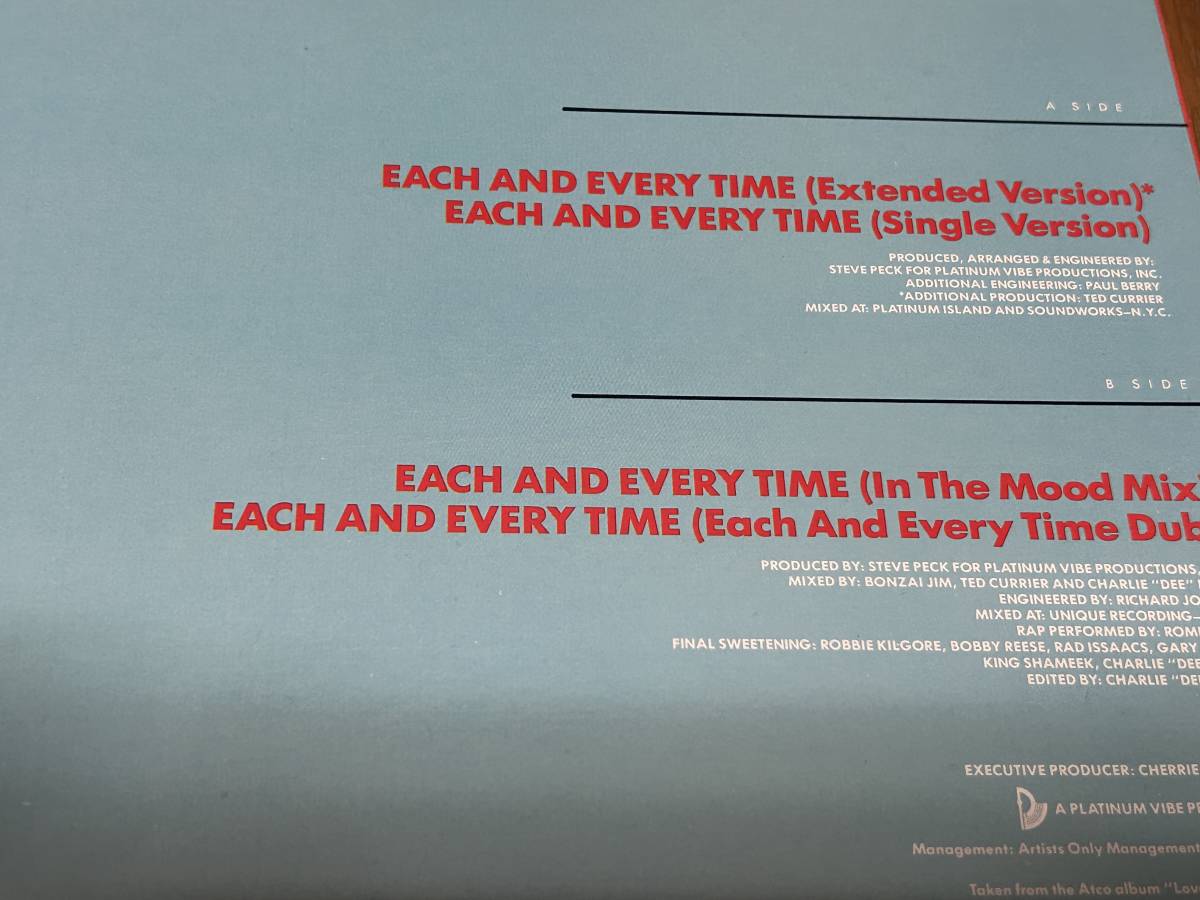 A SIDE
EACH AND EVERY TIME (Extended Version)*
EACH AND EVERY TIME (Single Version)
PRODUCED, ARRANGED & ENGINEERED BY:
STEVE PECK FOR PLATINUM VIBE PRODUCTIONS, INC.
ADDITIONAL ENGINEERING: PAUL BERRY
*ADDITIONAL PRODUCTION: TED CURRIER
MIXED AT: PLATINUM ISLAND AND SOUNDWORKS–N.Y.C.
B SIDE
EACH AND EVERY TIME (In The Mood Mix
EACH AND EVERY TIME (Each And Every Time Dub
PRODUCED BY: STEVE PECK FOR PLATINUM VIBE PRODUCTIONS,
MIXED BY: BONZAI JIM, TED CURRIER AND CHARLIE "DEE"
ENGINEERED BY: RICHARD
MIXED AT: UNIQUE RECORDING–
RAP PERFORMED BY:
FINAL SWEETENING: ROBBIE KILGORE, BOBBY REESE, RAD ISSAACS, GARY
KING SHAMEEK, CHARLIE "DEE
EDITED BY: CHARLIE
EXECUTIVE PRODUCER: CHERRIE
A PLATINUM VIBE
Management: Artists Only Management
Taken from the Atco album